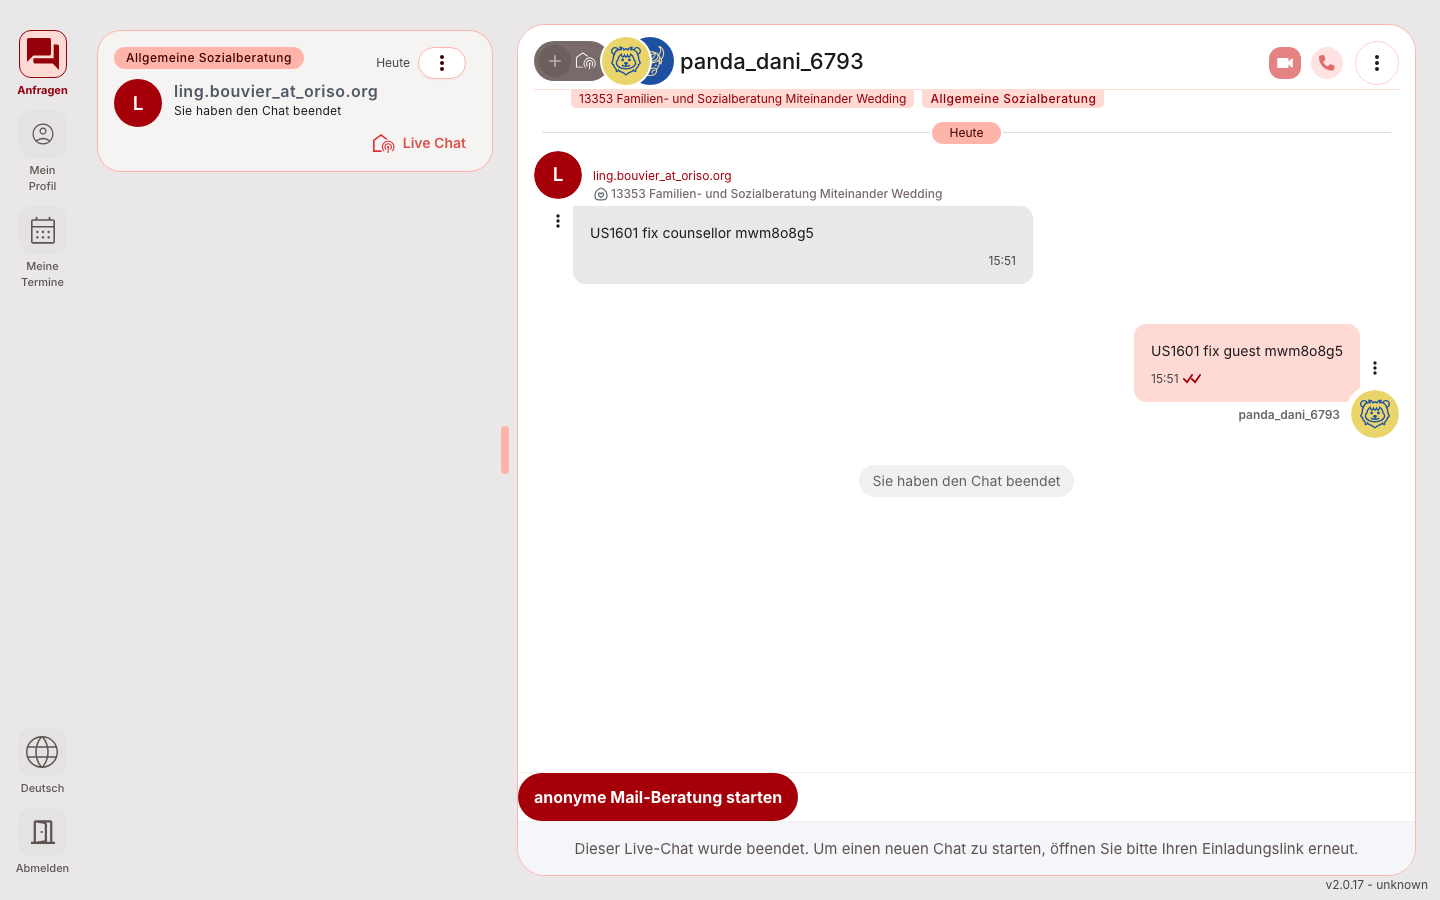 Anfragen
Mein
Profil
Meine
Termine
Deutsch
Abmelden
Allgemeine Sozialberatung
Heute
L
ling.bouvier_at_oriso.org
Sie haben den Chat beendet
Live Chat
panda_dani_6793
13353 Familien- und Sozialberatung Miteinander Wedding
Allgemeine Sozialberatung
Heute
L
ling.bouvier_at_oriso.org
13353 Familien- und Sozialberatung Miteinander Wedding
US1601 fix counsellor mwm8o8g5
15:51
US1601 fix guest mwm8o8g5
15:51
panda_dani_6793
Sie haben den Chat beendet
anonyme Mail-Beratung starten
Dieser Live-Chat wurde beendet. Um einen neuen Chat zu starten, öffnen Sie bitte Ihren Einladungslink erneut.
v2.0.17 - unknown